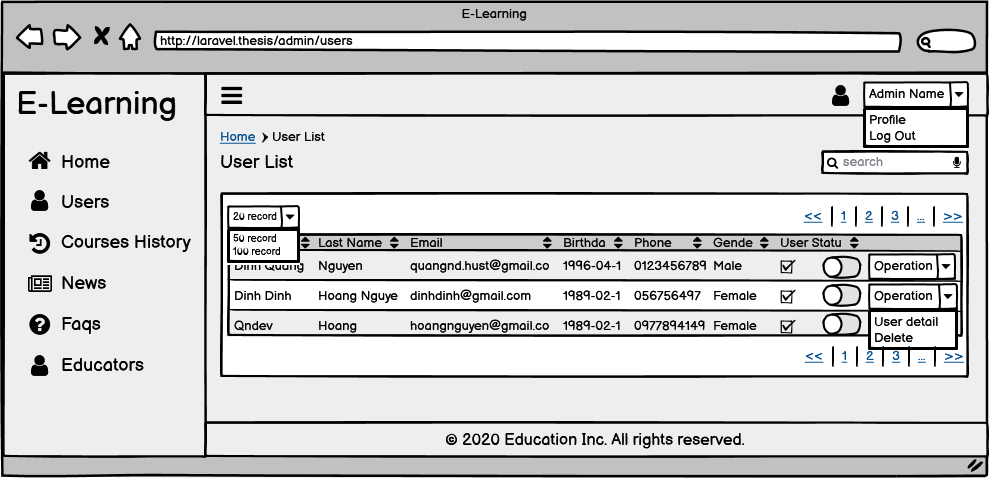 E-Learning
http://laravel.thesis/admin/users
E-Learning
Home
Users
Courses History
News
Faqs
Educators
Admin Name
Profile
Log Out
Home User List
User List
search
20 record
50 record
100 record
<< 1 2 3 ... >>
Last Name Email Birthda Phone Gende User Statu
Dinh Quang Nguyen quangnd.hust@gmail.co 1996-04-1 0123456789 Male Operation
Dinh Dinh Hoang Nguye dinhdinh@gmail.com 1989-02-1 056756497 Female Operation
Qndev Hoang hoangnguyen@gmail.co 1989-02-1 0977894149 Female
User detail
Delete
<< 1 2 3 ... >>
© 2020 Education Inc. All rights reserved.